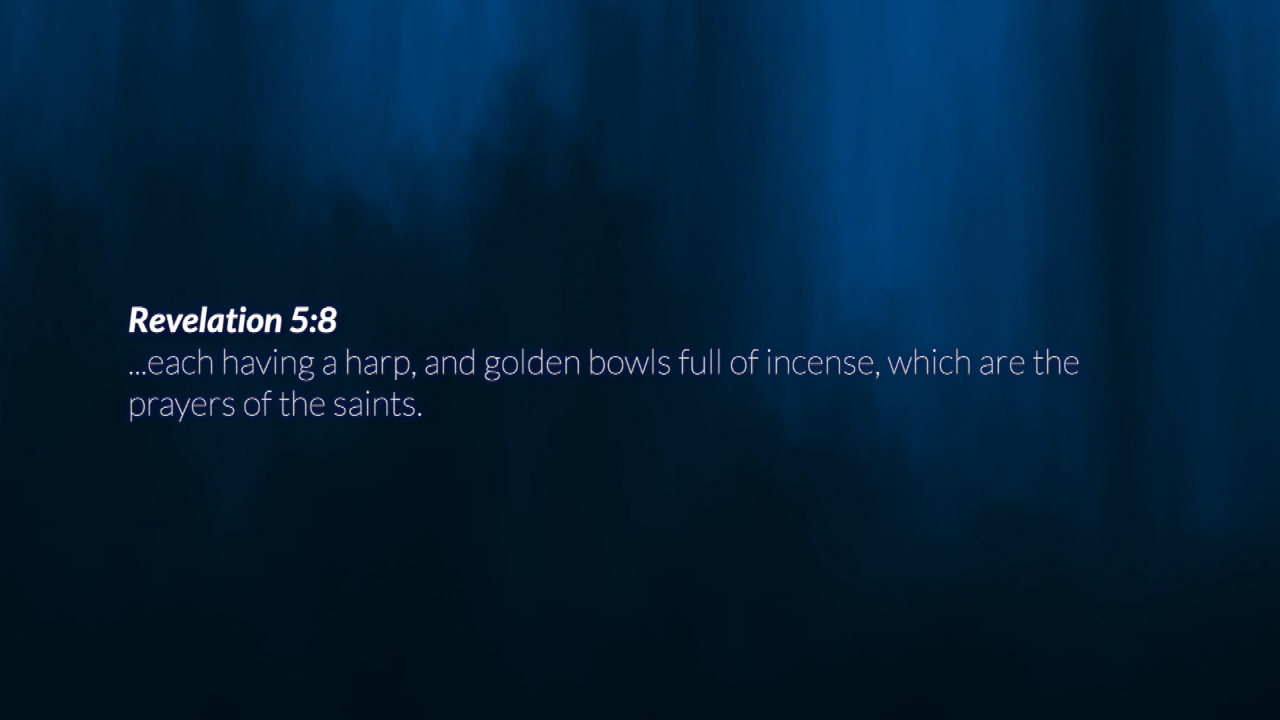 Revelation 5:8
...each having a harp, and golden bowls full of incense, which are the
prayers of the saints.